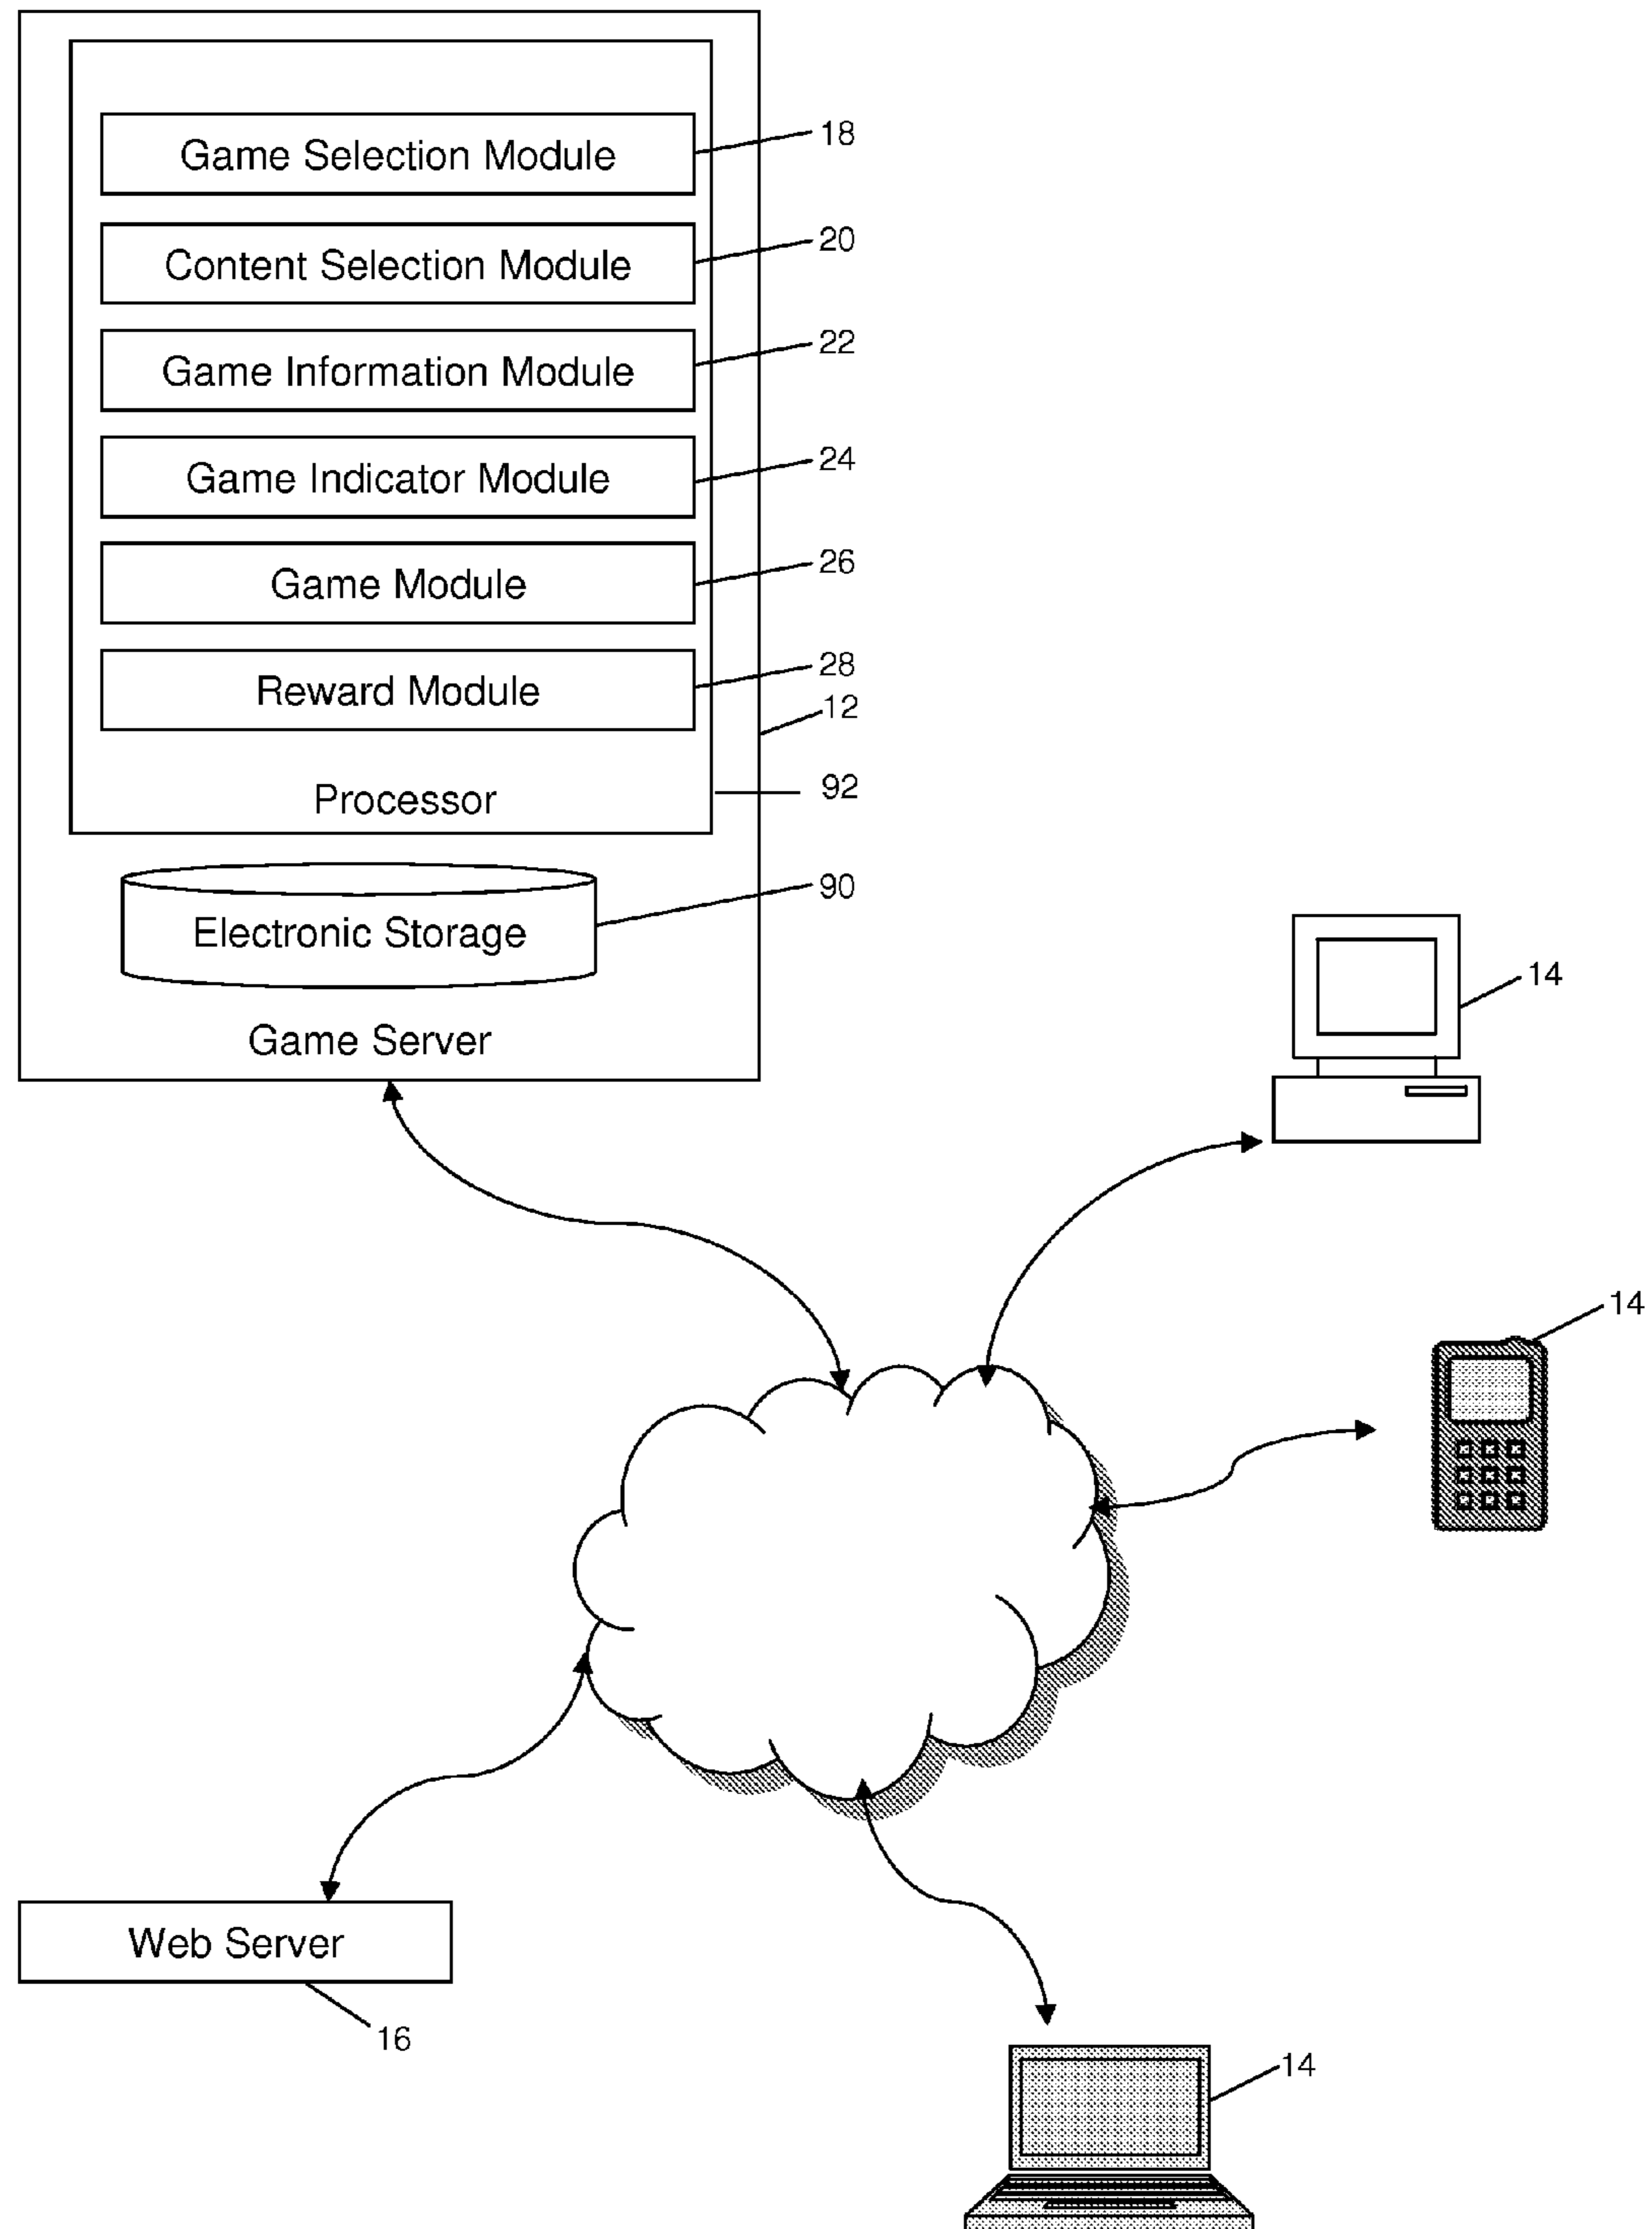 Game Selection Module
18
Content Selection Module
20
Game Information Module
22
Game Indicator Module
24
Game Module
26
Reward Module
28
12
Processor
92
Electronic Storage
90
Game Server
14
14
Web Server
16
14